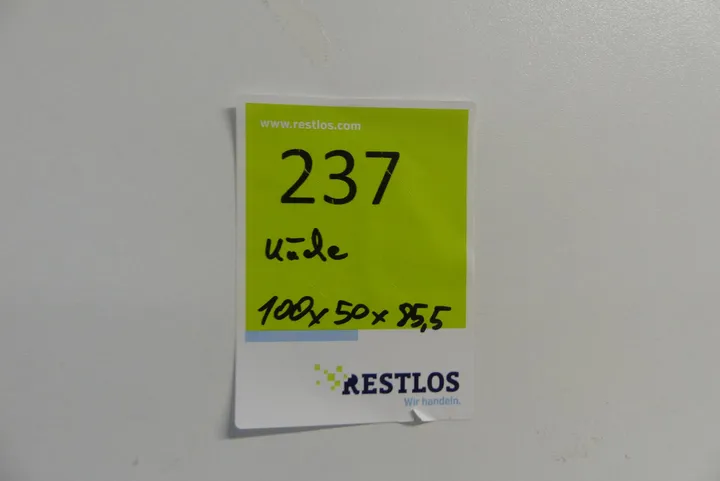 www.restlos.com
237
Küche
100x50x85,5
RESTLOS
Wir handeln.